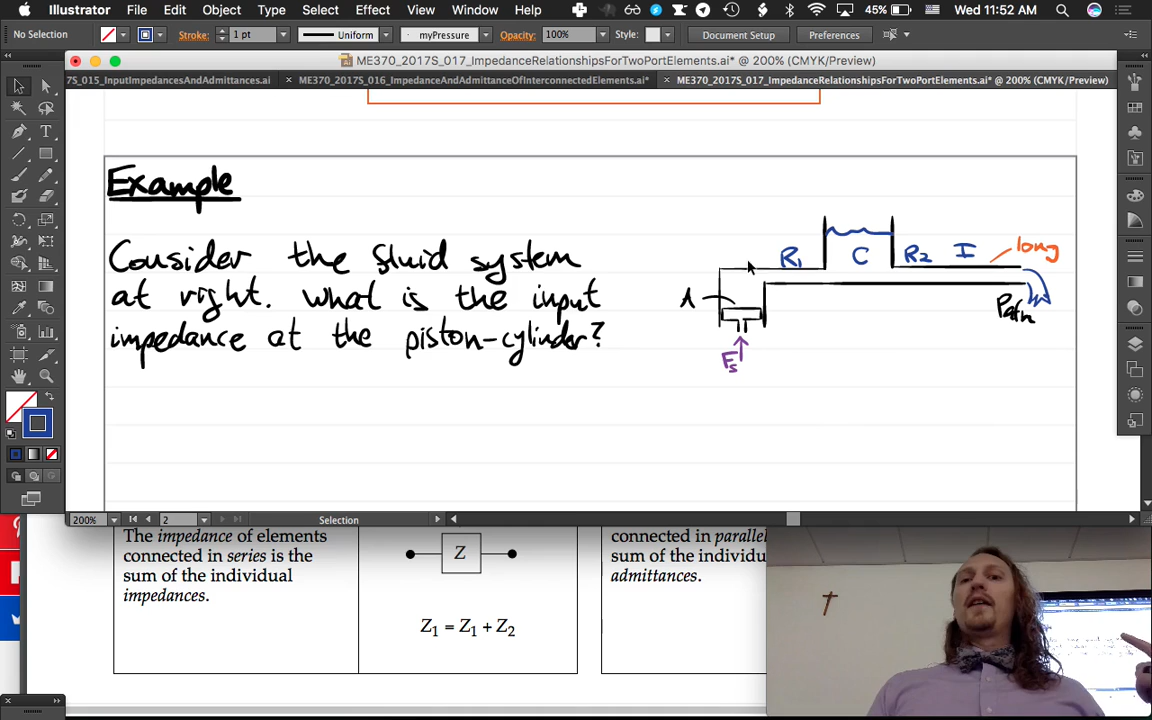 Illustrator File Edit Object Type Select Effect View Window Help 45% Wed 11:52 AM
No Selection Stroke: 1 pt Uniform myPressure Opacity: 100% Style: Document Setup Preferences
ME370_2017S_017_ImpedanceRelationshipsForTwoPortElements.ai* @ 200% (CMYK/Preview)
7S_015_InputImpedancesAndAdmittances.ai ME370_2017S_016_ImpedanceAndAdmittanceOfInterconnectedElements.ai* ME370_2017S_017_ImpedanceRelationshipsForTwoPortElements.ai* @ 200% (CMYK/Preview)
Example
Consider the fluid system
at right. What is the input
impedance at the piston-cylinder?
R1 C R2 I long
A
Patm
Fs
200% 2 Selection
The impedance of elements
connected in series is the
sum of the individual
impedances.
Z
Z1 = Z1 + Z2
connected in parallel
sum of the individu
admittances.